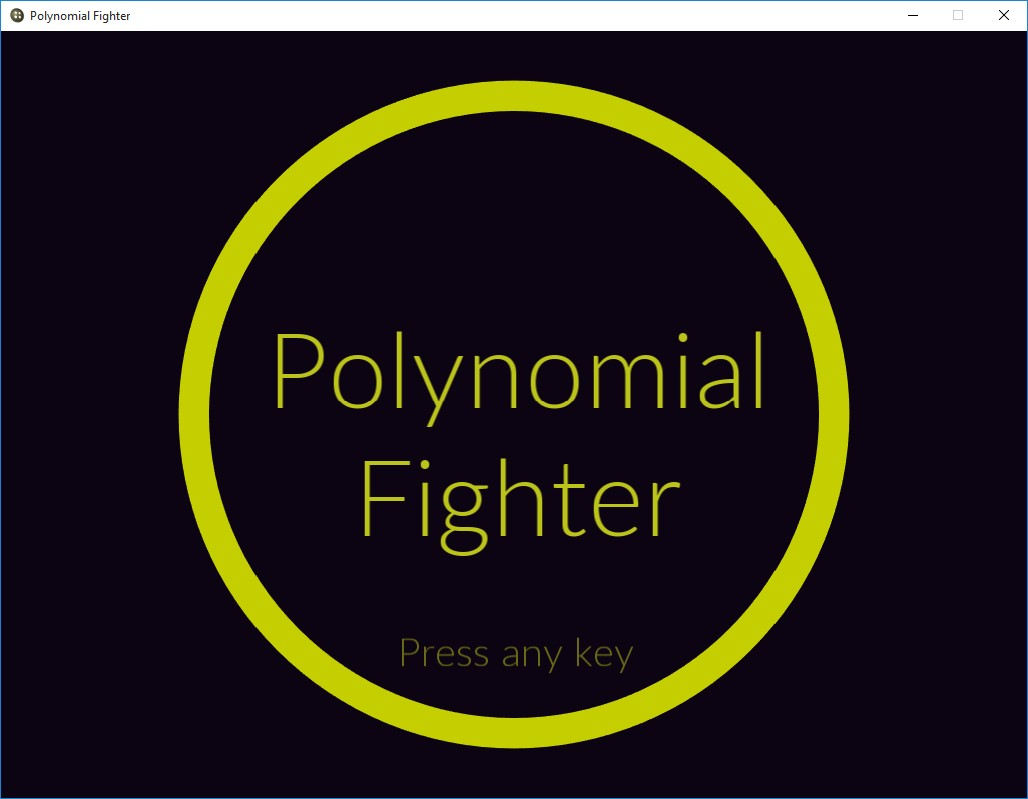 Polynomial Fighter
Polynomial
Fighter
Press any key